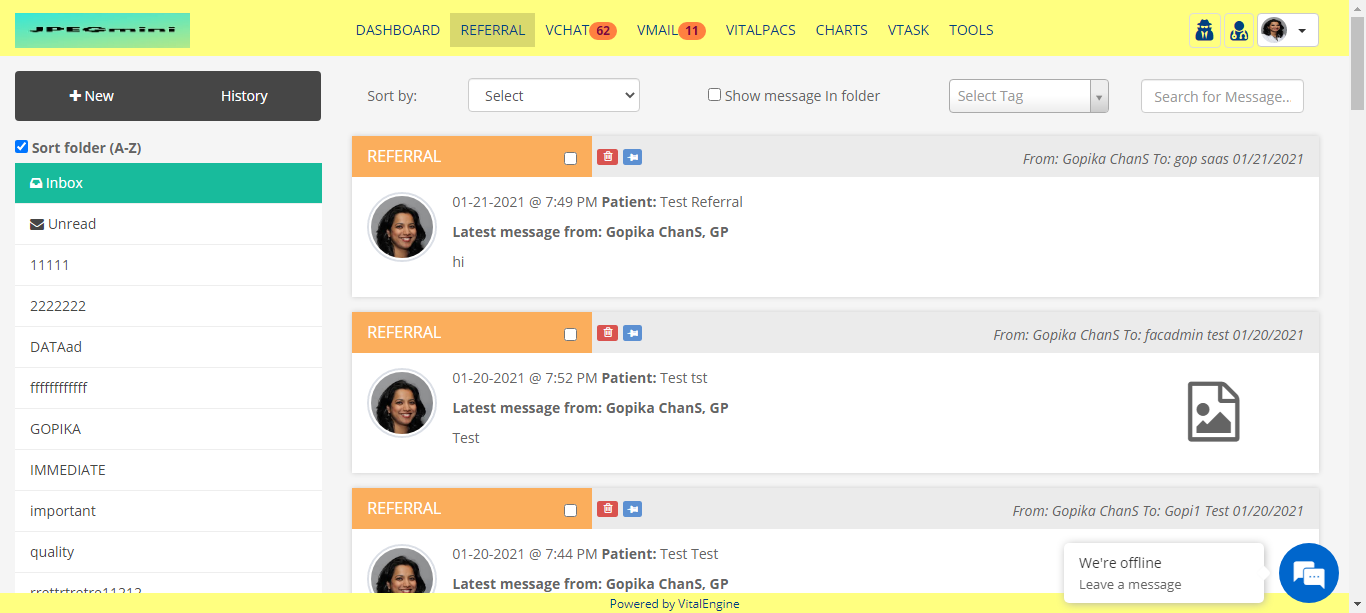 JPEGmini
DASHBOARD REFERRAL VCHAT 62 VMAIL 11 VITALPACS CHARTS VTASK TOOLS
New History
Sort by: Select Show message In folder Select Tag Search for Message..
Sort folder (A-Z)
Inbox
Unread
11111
2222222
DATAad
ffffffffffff
GOPIKA
IMMEDIATE
important
quality
REFERRAL From: Gopika ChanS To: gop saas 01/21/2021
01-21-2021 @ 7:49 PM Patient: Test Referral
Latest message from: Gopika ChanS, GP
hi
REFERRAL From: Gopika ChanS To: facadmin test 01/20/2021
01-20-2021 @ 7:52 PM Patient: Test tst
Latest message from: Gopika ChanS, GP
Test
REFERRAL From: Gopika ChanS To: Gopi1 Test 01/20/2021
01-20-2021 @ 7:44 PM Patient: Test Test
Latest message from: Gopika ChanS, GP
We're offline
Leave a message
Powered by VitalEngine